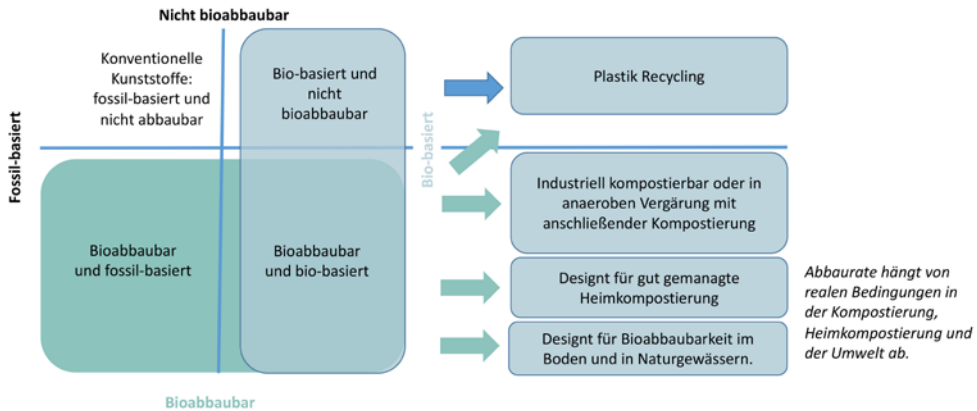 Nicht bioabbaubar
Konventionelle
Kunststoffe:
fossil-basiert und
nicht abbaubar
Bio-basiert und
nicht
bioabbaubar
Fossil-basiert
Bio-basiert
Bioabbaubar
und fossil-basiert
Bioabbaubar
und bio-basiert
Bioabbaubar
Plastik Recycling
Industriell kompostierbar oder in
anaeroben Vergärung mit
anschließender Kompostierung
Designt für gut gemanagte
Heimkompostierung
Designt für Bioabbaubarkeit im
Boden und in Naturgewässern.
Abbaurate hängt von
realen Bedingungen in
der Kompostierung,
Heimkompostierung und
der Umwelt ab.